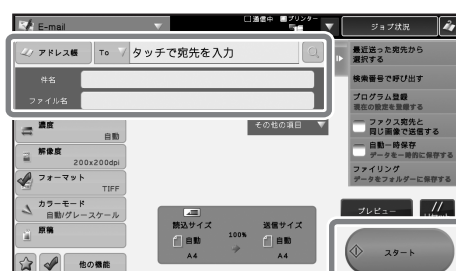 E-mail
通信中
プリンター
ジョブ状況
アドレス帳
To
タッチで宛先を入力
件名
ファイル名
最近送った宛先から
選択する
検索番号で呼び出す
プログラム登録
現在の設定を登録する
ファクス宛先と
同じ画像で送信する
自動一時保存
データを一時的に保存する
ファイリング
データをフォルダーに保存する
濃度
自動
その他の項目
解像度
200x200dpi
フォーマット
TIFF
カラーモード
自動/グレースケール
原稿
読込サイズ
自動
A4
100%
送信サイズ
自動
A4
プレビュー
スタート
他の機能